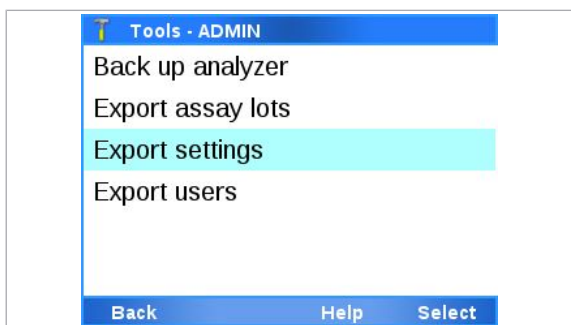 Tools - ADMIN
Back up analyzer
Export assay lots
Export settings
Export users
Back Help Select